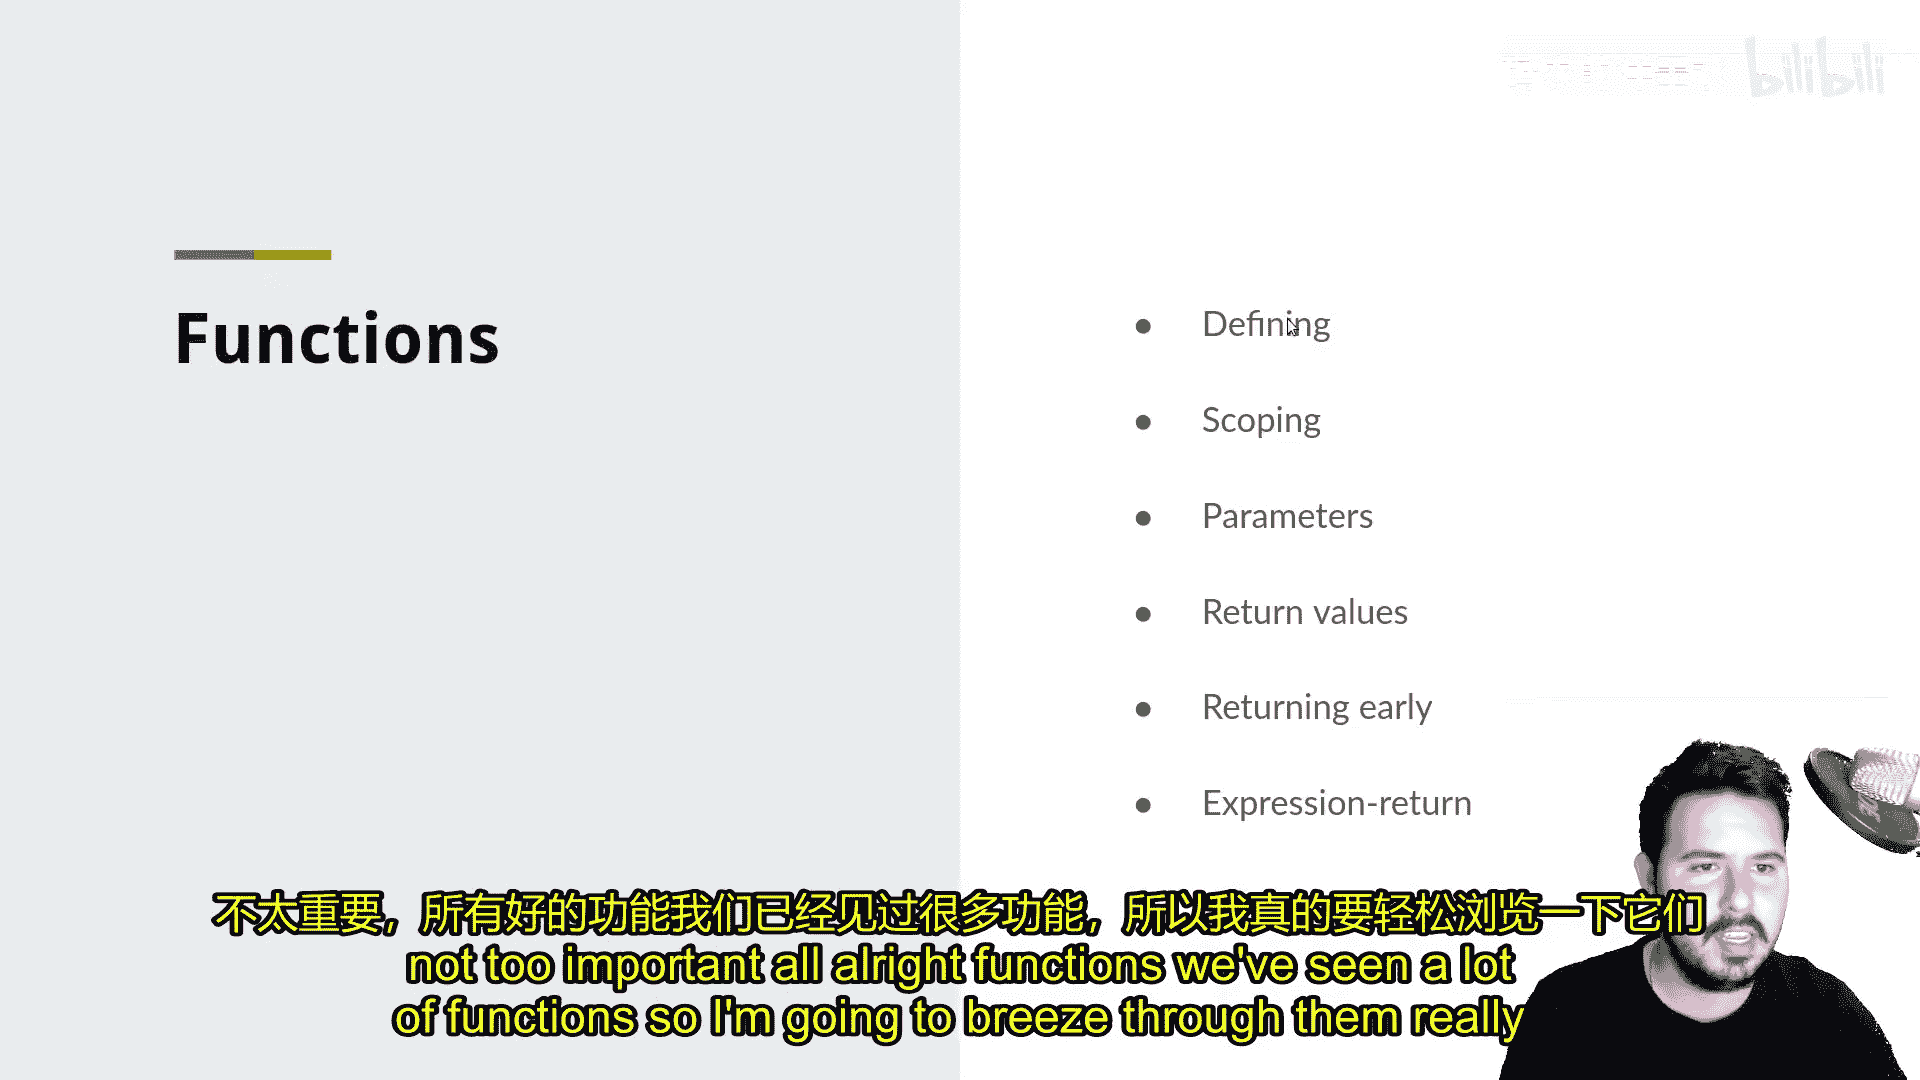 bilibili
Functions
● Defining
● Scoping
● Parameters
● Return values
● Returning early
● Expression-return
不太重要，所有好的功能我们已经见过很多功能，所以我真的要轻松浏览一下它们
not too important all alright functions we've seen a lot
of functions so I'm going to breeze through them really